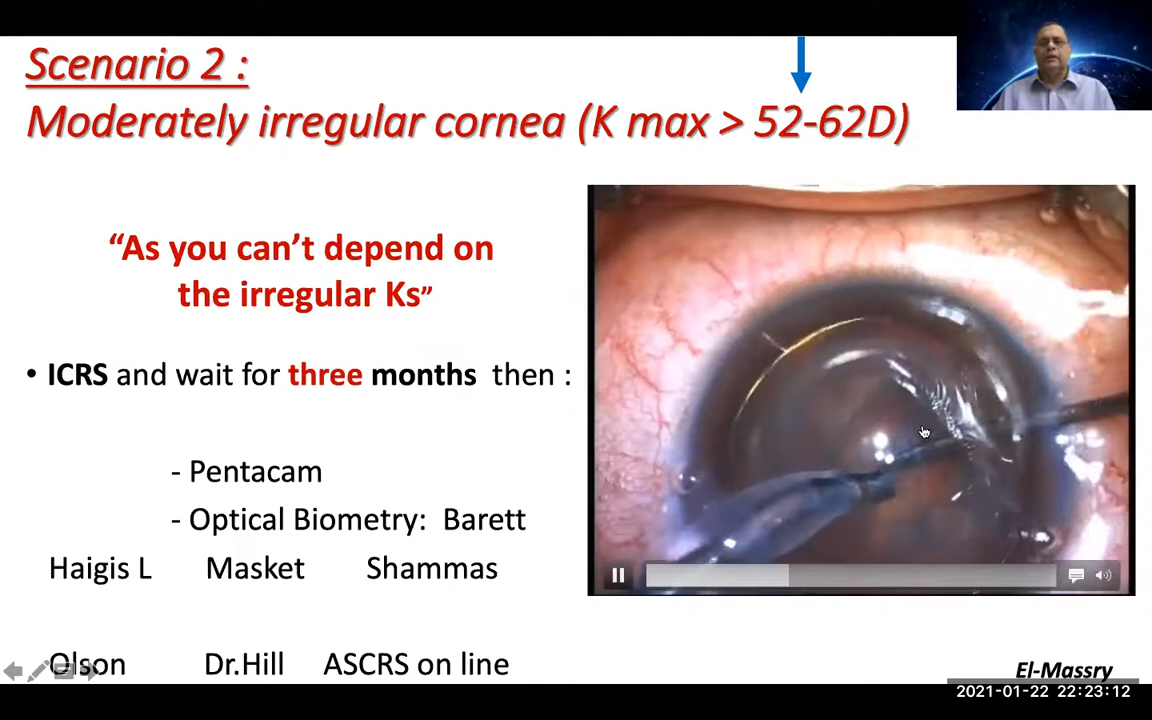 Scenario 2 :
Moderately irregular cornea (K max > 52-62D)
“As you can’t depend on
the irregular Ks”
• ICRS and wait for three months then :
- Pentacam
- Optical Biometry: Barett
Haigis L Masket Shammas
Olson Dr.Hill ASCRS on line
El-Massry
2021-01-22 22:23:12